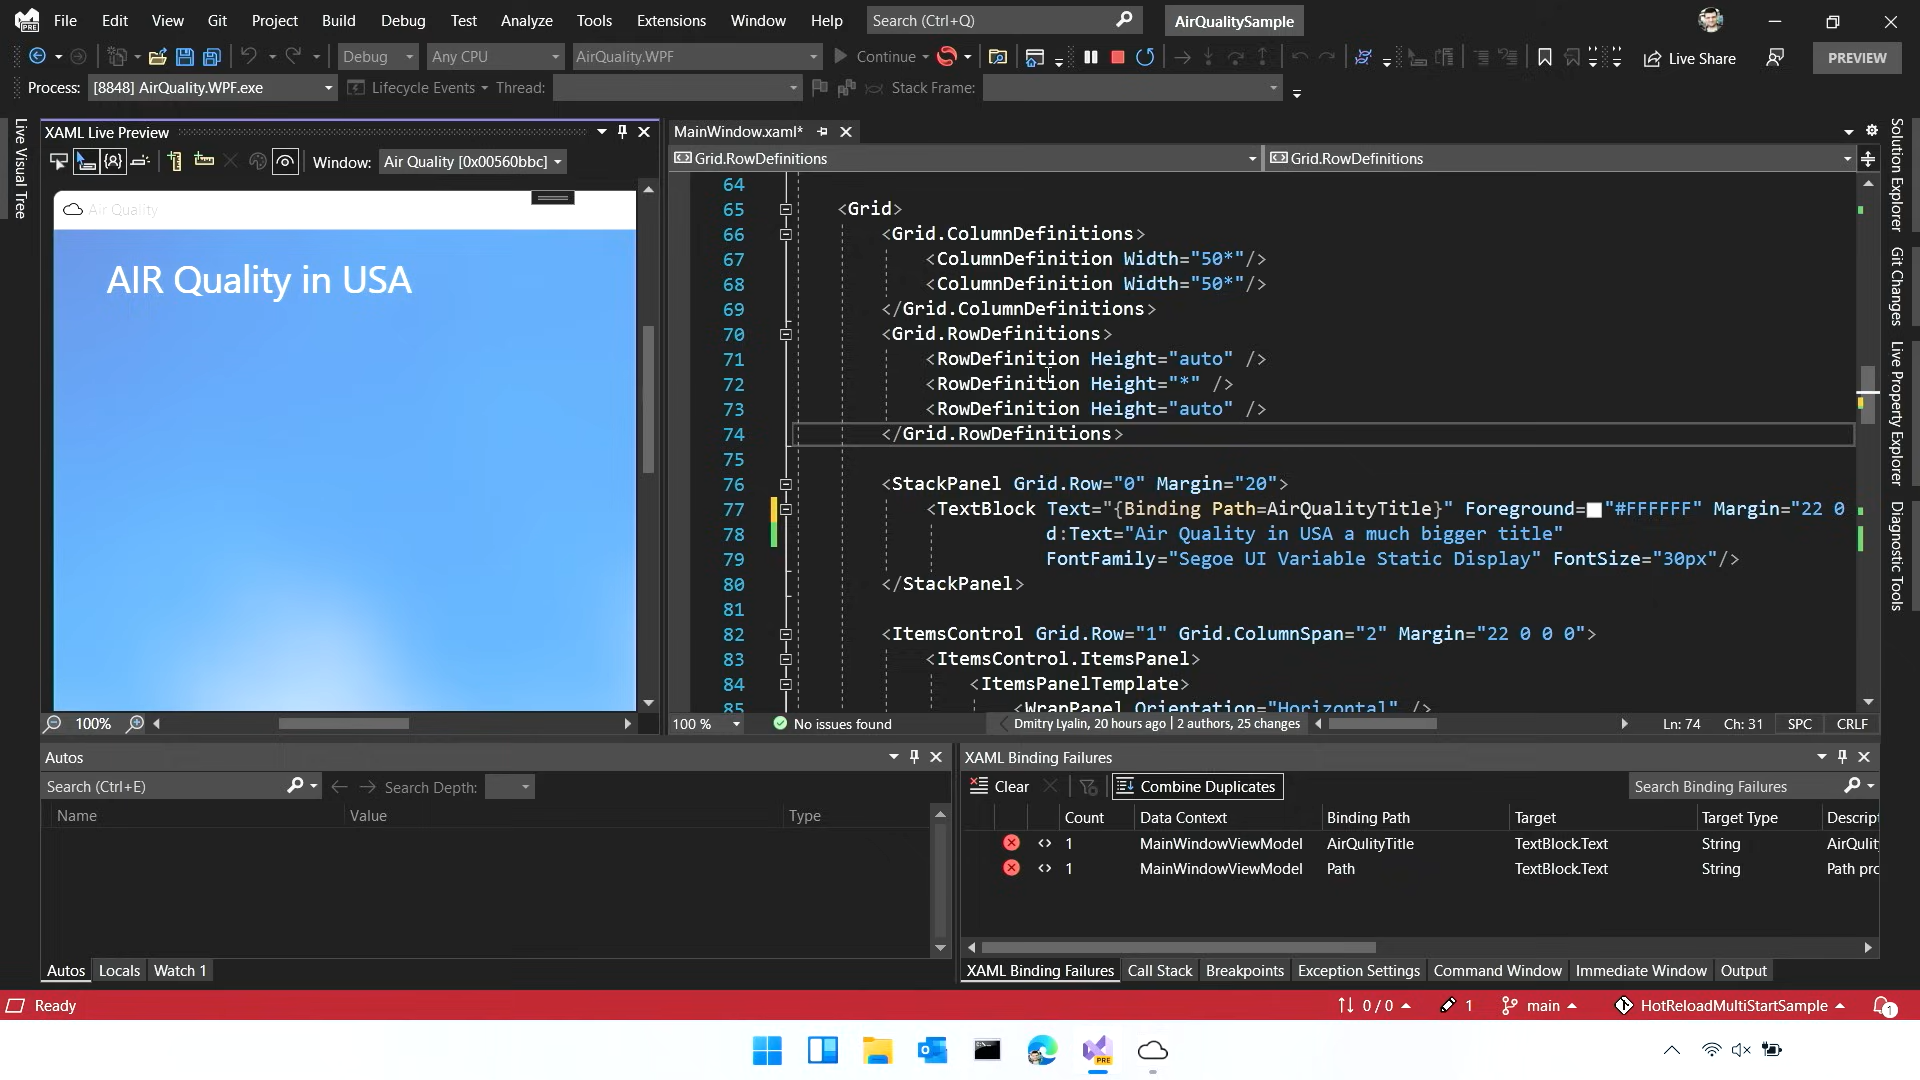 File Edit View Git Project Build Debug Test Analyze Tools Extensions Window Help Search (Ctrl+Q) AirQualitySample
Debug Any CPU AirQuality.WPF Continue Live Share PREVIEW
Process: [8848] AirQuality.WPF.exe Lifecycle Events Thread: Stack Frame:
Live Visual Tree
XAML Live Preview
Window: Air Quality [0x00560bbc]
Air Quality
AIR Quality in USA
100%
MainWindow.xaml*
Grid.RowDefinitions Grid.RowDefinitions
64
65 <Grid>
66 <Grid.ColumnDefinitions>
67 <ColumnDefinition Width="50*"/>
68 <ColumnDefinition Width="50*"/>
69 </Grid.ColumnDefinitions>
70 <Grid.RowDefinitions>
71 <RowDefinition Height="auto" />
72 <RowDefinition Height="*" />
73 <RowDefinition Height="auto" />
74 </Grid.RowDefinitions>
75
76 <StackPanel Grid.Row="0" Margin="20">
77 <TextBlock Text="{Binding Path=AirQualityTitle}" Foreground="#FFFFFF" Margin="22 0
78 d:Text="Air Quality in USA a much bigger title"
79 FontFamily="Segoe UI Variable Static Display" FontSize="30px"/>
80 </StackPanel>
81
82 <ItemsControl Grid.Row="1" Grid.ColumnSpan="2" Margin="22 0 0 0">
83 <ItemsControl.ItemsPanel>
84 <ItemsPanelTemplate>
85 <WrapPanel Orientation="Horizontal" />
100 % No issues found Dmitry Lyalin, 20 hours ago | 2 authors, 25 changes Ln: 74 Ch: 31 SPC CRLF
Solution Explorer
Git Changes
Live Property Explorer
Diagnostic Tools
Autos
Search (Ctrl+E) Search Depth:
Name Value Type
Autos Locals Watch 1
XAML Binding Failures
Clear Combine Duplicates Search Binding Failures
Count Data Context Binding Path Target Target Type Descrip
1 MainWindowViewModel AirQulityTitle TextBlock.Text String AirQulit
1 MainWindowViewModel Path TextBlock.Text String Path pro
XAML Binding Failures Call Stack Breakpoints Exception Settings Command Window Immediate Window Output
Ready 0 / 0 1 main HotReloadMultiStartSample 1
PRE